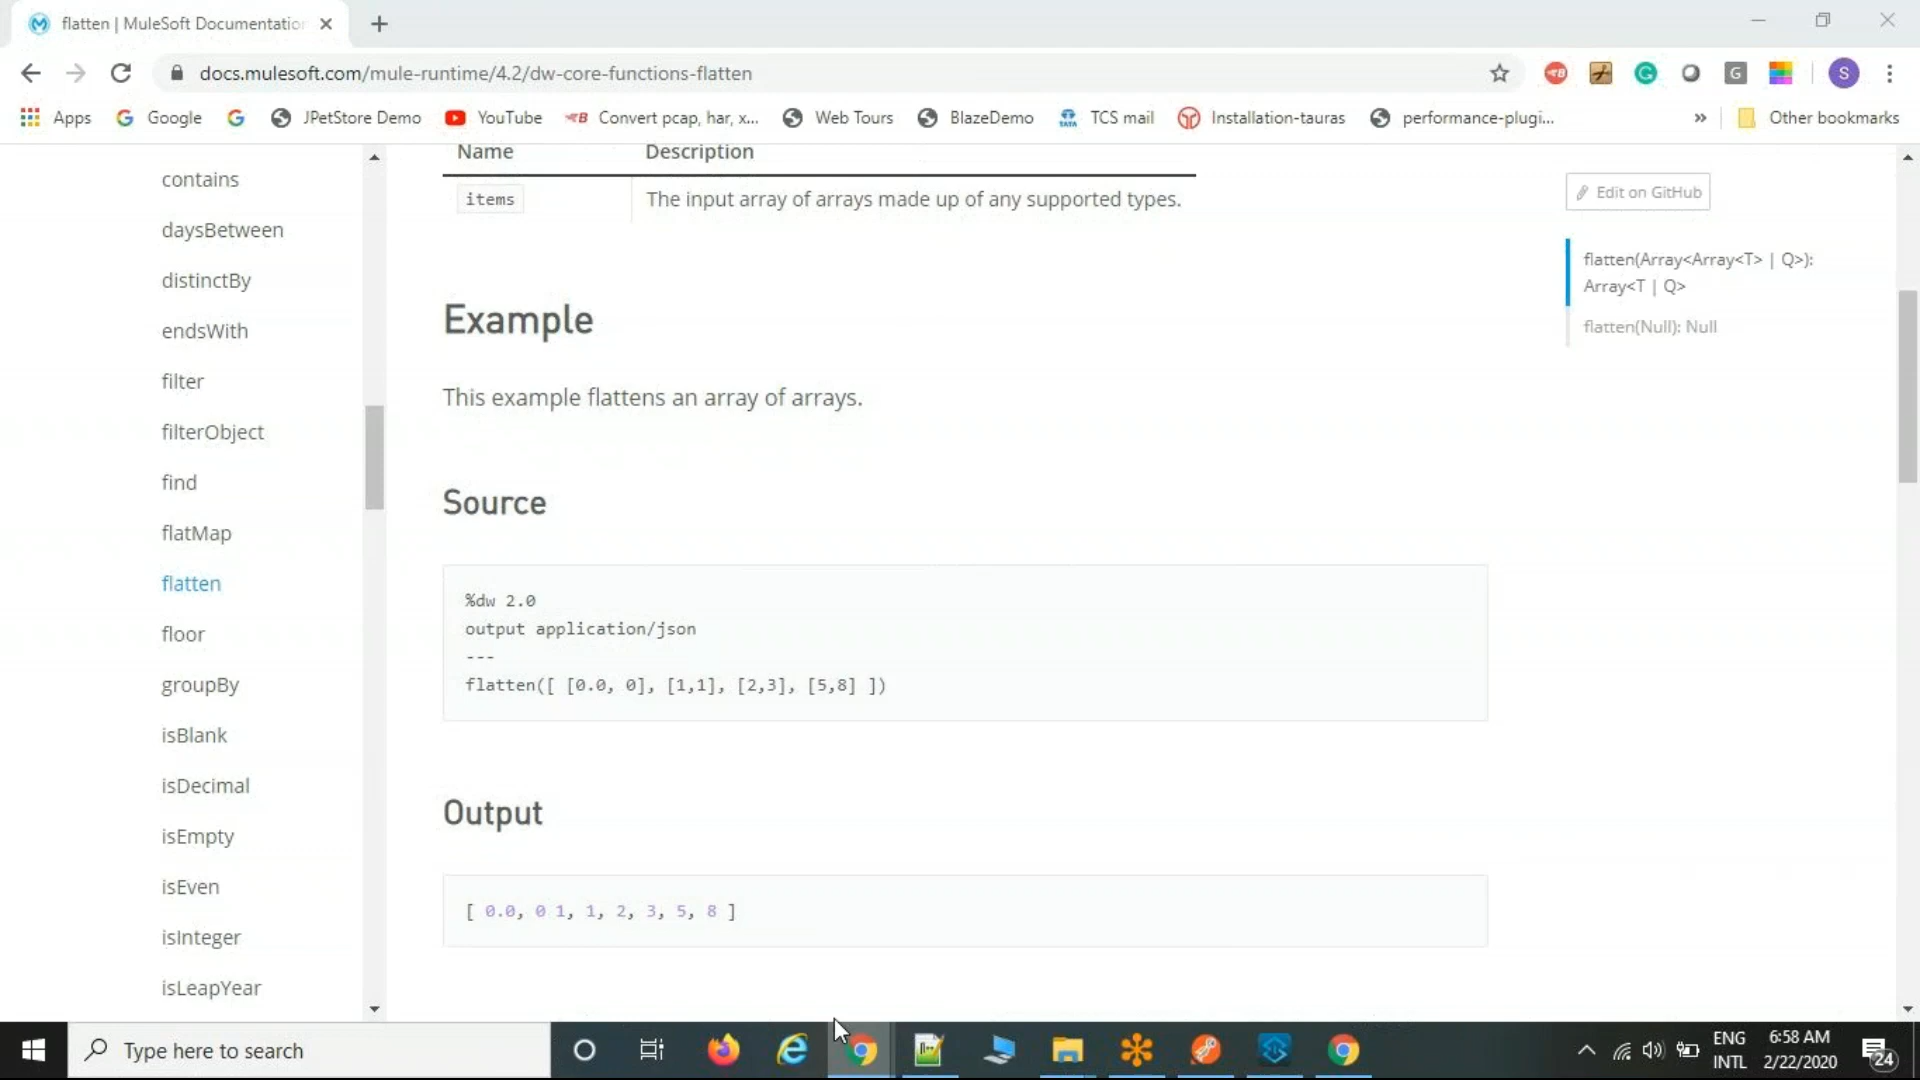 flatten | MuleSoft Documentation
docs.mulesoft.com/mule-runtime/4.2/dw-core-functions-flatten
G
S
Apps
Google
JPetStore Demo
YouTube
Convert pcap, har, x...
Web Tours
BlazeDemo
TCS mail
Installation-tauras
performance-plugi...
»
Other bookmarks
contains
daysBetween
distinctBy
endsWith
filter
filterObject
find
flatMap
flatten
floor
groupBy
isBlank
isDecimal
isEmpty
isEven
isInteger
isLeapYear
Name Description
items The input array of arrays made up of any supported types.
Example
This example flattens an array of arrays.
Source
%dw 2.0
output application/json
---
flatten([ [0.0, 0], [1,1], [2,3], [5,8] ])
Output
[ 0.0, 0 1, 1, 2, 3, 5, 8 ]
Edit on GitHub
flatten(Array<Array<T> | Q>):
Array<T | Q>
flatten(Null): Null
Type here to search
ENG
INTL
6:58 AM
2/22/2020
24